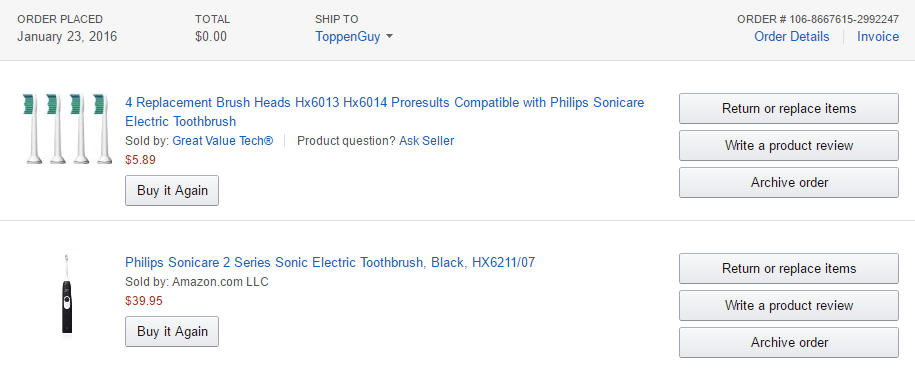 ORDER PLACED
January 23, 2016
TOTAL
$0.00
SHIP TO
ToppenGuy
ORDER # 106-8667615-2992247
Order Details
Invoice
4 Replacement Brush Heads Hx6013 Hx6014 Proresults Compatible with Philips Sonicare
Electric Toothbrush
Sold by: Great Value Tech® Product question? Ask Seller
$5.89
Buy it Again
Return or replace items
Write a product review
Archive order
Philips Sonicare 2 Series Sonic Electric Toothbrush, Black, HX6211/07
Sold by: Amazon.com LLC
$39.95
Buy it Again
Return or replace items
Write a product review
Archive order